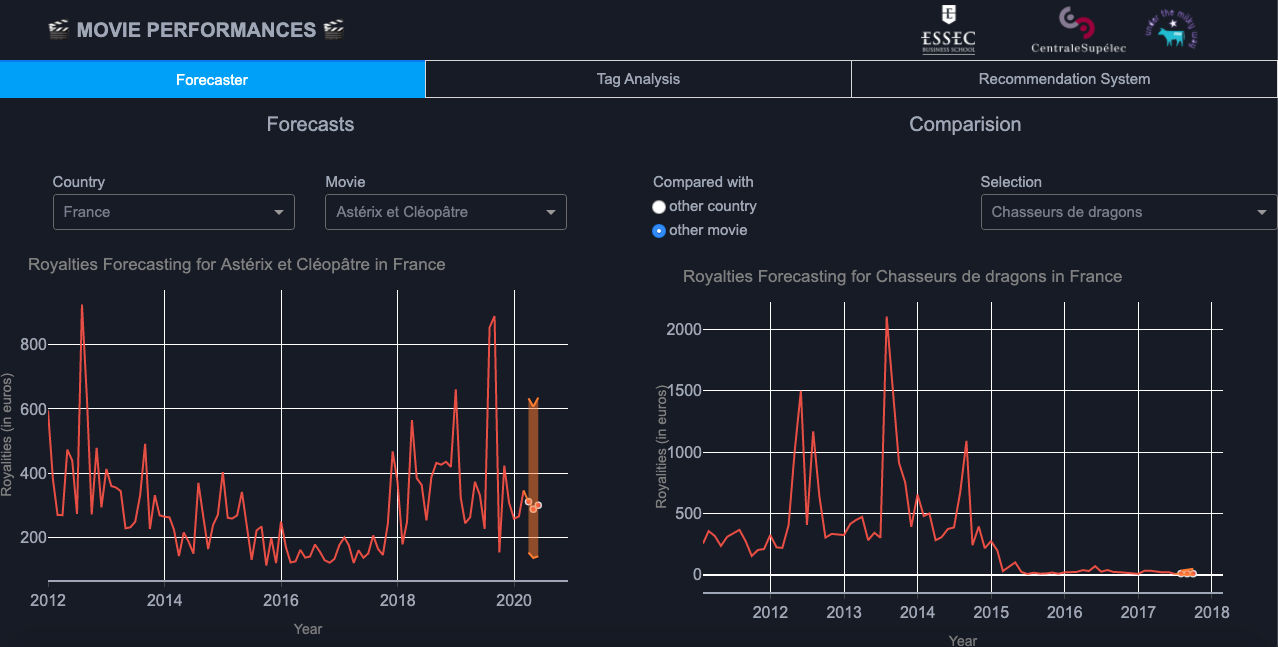 MOVIE PERFORMANCES
ESSEC
BUSINESS SCHOOL
CentraleSupélec
under the milky way
Forecaster
Tag Analysis
Recommendation System
Forecasts
Comparision
Country
Movie
Compared with
Selection
France
Astérix et Cléopâtre
other country
Chasseurs de dragons
other movie
Royalties Forecasting for Astérix et Cléopâtre in France
Royalities (in euros)
800
600
400
200
2012
2014
2016
2018
2020
Year
Royalties Forecasting for Chasseurs de dragons in France
Royalities (in euros)
2000
1500
1000
500
0
2012
2013
2014
2015
2016
2017
2018
Year